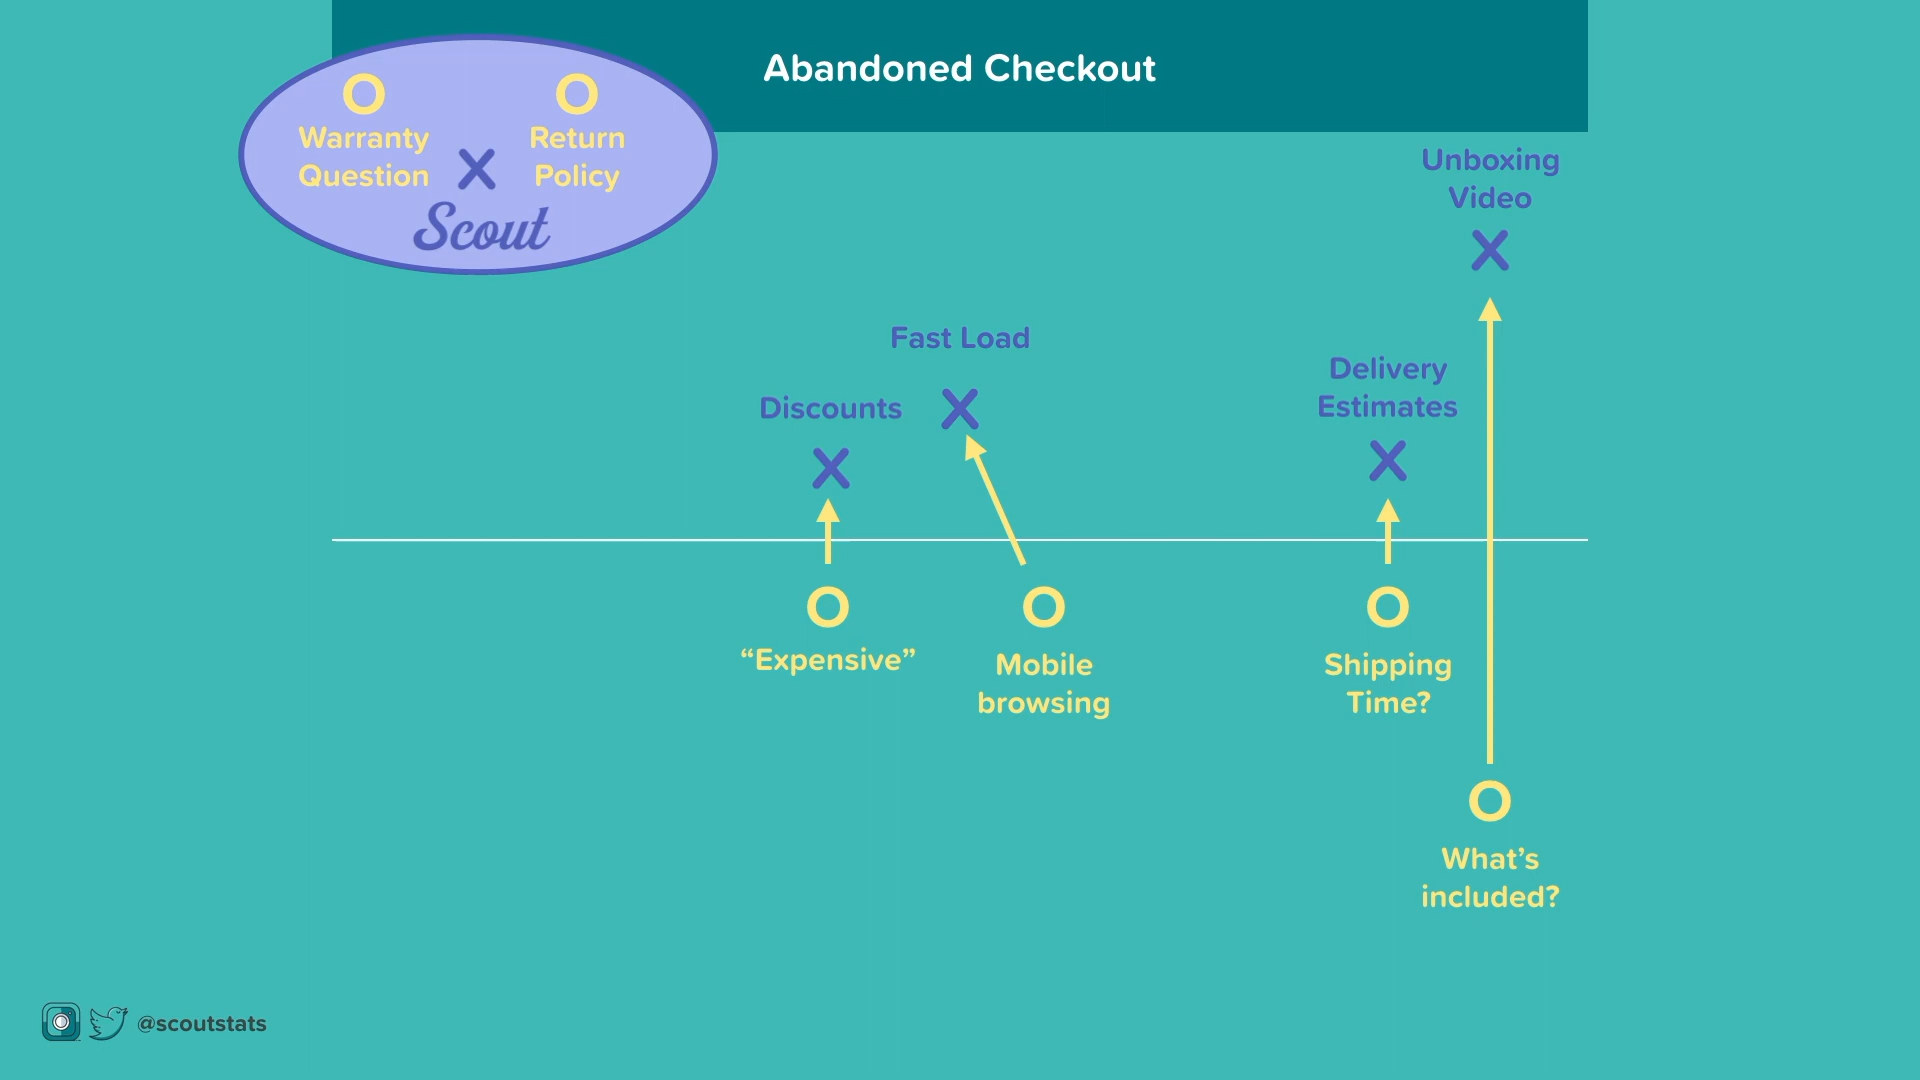 Abandoned Checkout
Warranty
Question
Return
Policy
Scout
Unboxing
Video
Fast Load
Discounts
Delivery
Estimates
“Expensive”
Mobile
browsing
Shipping
Time?
What’s
included?
@scoutstats